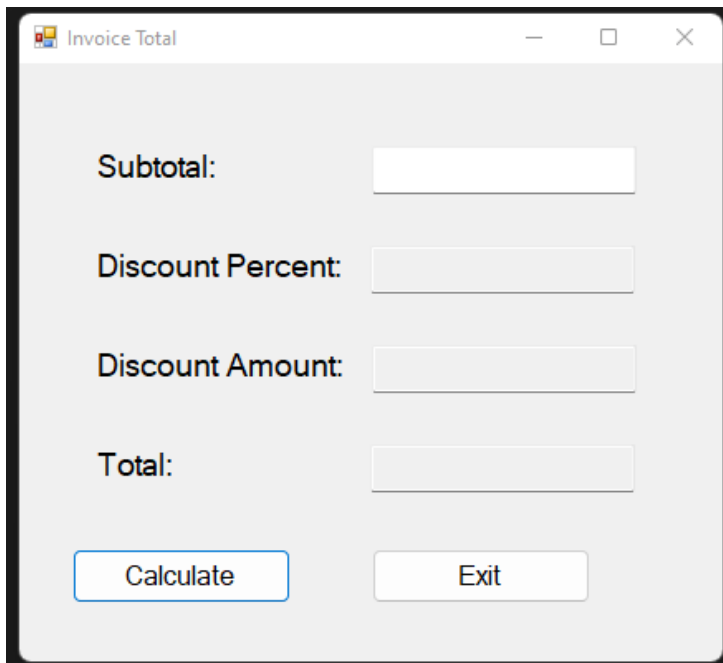 Invoice Total
Subtotal:
Discount Percent:
Discount Amount:
Total:
Calculate Exit